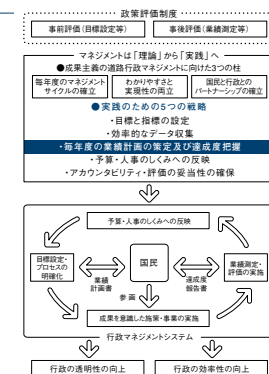 政策評価制度
事前評価(目標設定等)
事後評価(業績測定等)
マネジメントは「理論」から「実践」へ
●成果主義の道路行政マネジメントに向けた3つの柱
毎年度のマネジメント
サイクルの確立
わかりやすさと
実現性の両立
国民と行政との
パートナーシップの確立
●実践のための5つの戦略
・目標と指標の設定
・効率的なデータ収集
・毎年度の業績計画の策定及び達成度把握
・予算・人事のしくみへの反映
・アカウンタビリティ・評価の妥当性の確保
予算・人事のしくみへの反映
目標設定・
プロセスの
明確化
業績
計画書
国民
達成度
報告書
業績測定・
評価の実施
参画
成果を意識した施策・事業の実施
行政マネジメントシステム
行政の透明性の向上
行政の効率性の向上